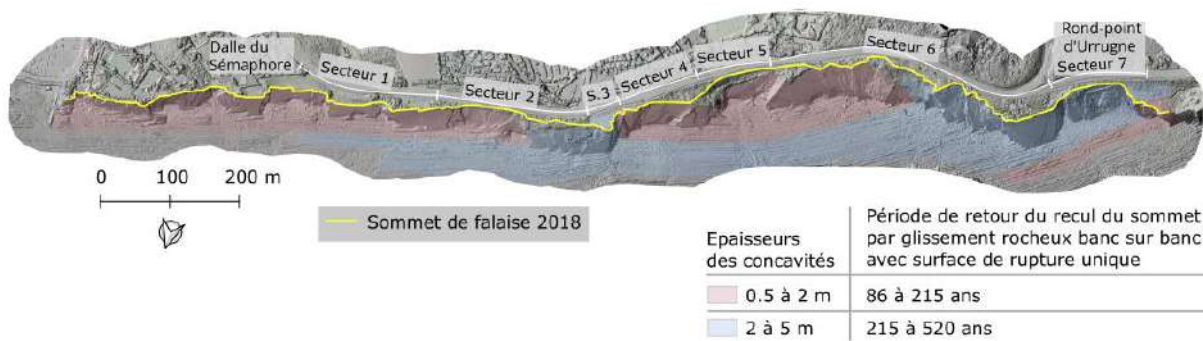 Dalle du
Sémaphore
Secteur 1
Secteur 2
S.3
Secteur 4
Secteur 5
Secteur 6
Rond-point
d'Urrugne
Secteur 7
0 100 200 m
Sommet de falaise 2018
Epaisseurs
des concavités
Période de retour du recul du sommet
par glissement rocheux banc sur banc
avec surface de rupture unique
0.5 à 2 m 86 à 215 ans
2 à 5 m 215 à 520 ans